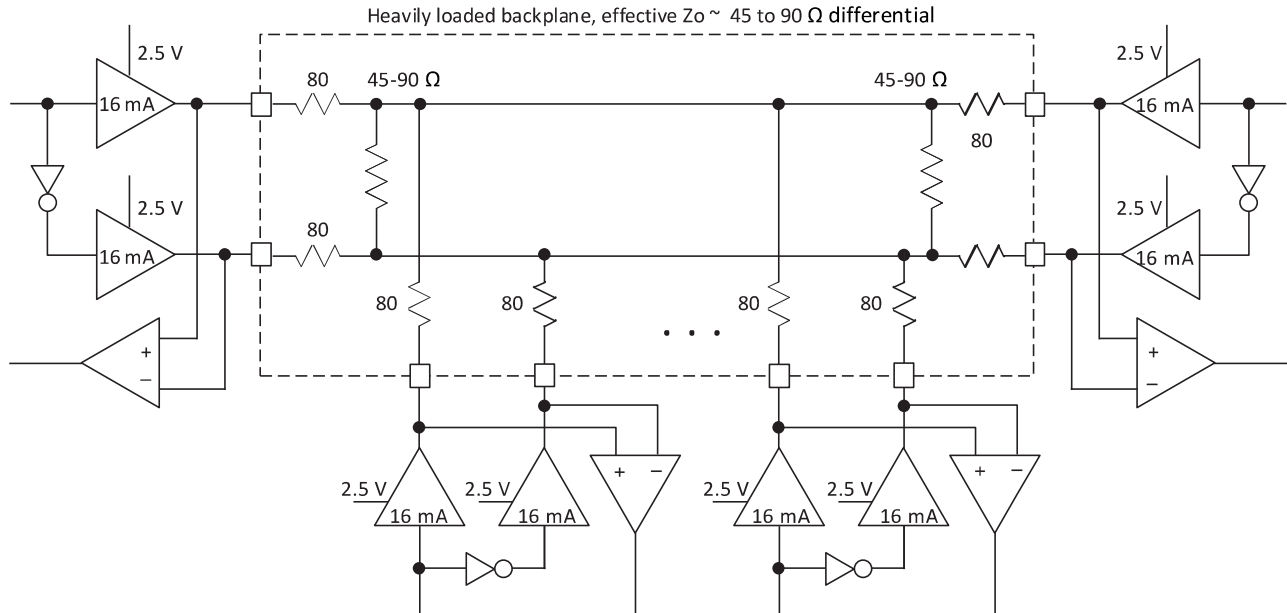 Heavily loaded backplane, effective Zo ~ 45 to 90 Ω differential
2.5 V
2.5 V
80
45-90 Ω
45-90 Ω
16 mA
16 mA
80
2.5 V
2.5 V
80
16 mA
16 mA
80
80
80
80
. . .
+
−
+
−
+
−
+
−
2.5 V
2.5 V
2.5 V
2.5 V
16 mA
16 mA
16 mA
16 mA